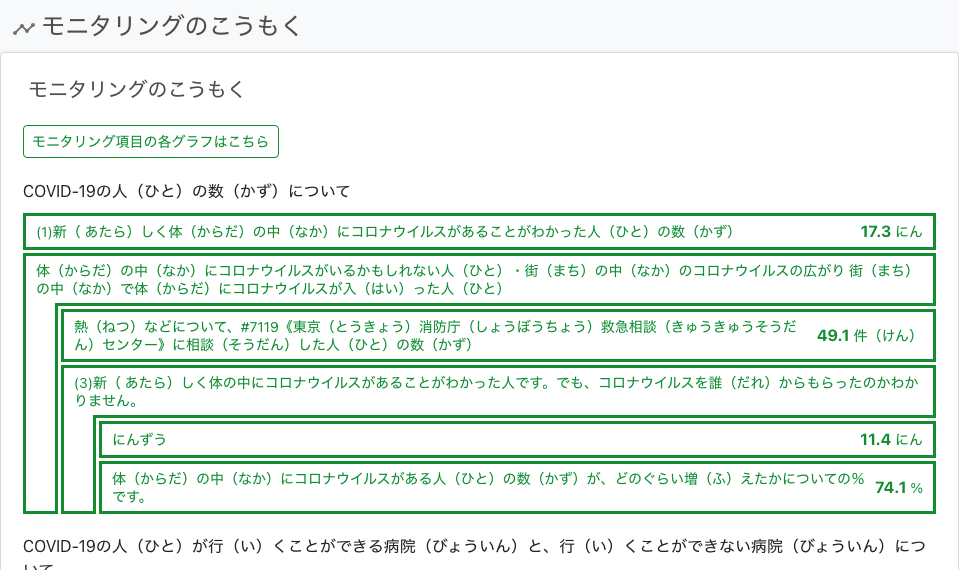 モニタリングのこうもく
モニタリングのこうもく
モニタリング項目の各グラフはこちら
COVID-19の人（ひと）の数（かず）について
(1)新（ あたら）しく体（からだ）の中（なか）にコロナウイルスがあることがわかった人（ひと）の数（かず） 17.3 にん
体（からだ）の中（なか）にコロナウイルスがいるかもしれない人（ひと）・街（まち）の中（なか）のコロナウイルスの広がり 街（まち）
の中（なか）で体（からだ）にコロナウイルスが入（はい）った人（ひと）
熱（ねつ）などについて、#7119《東京（とうきょう）消防庁（しょうぼうちょう）救急相談（きゅうきゅうそうだ
ん）センター》に相談（そうだん）した人（ひと）の数（かず） 49.1 件（けん）
(3)新（ あたら）しく体の中にコロナウイルスがあることがわかった人です。でも、コロナウイルスを誰（だれ）からもらったのかわか
りません。
にんずう 11.4 にん
体（からだ）の中（なか）にコロナウイルスがある人（ひと）の数（かず）が、どのぐらい増（ふ）えたかについての%
です。 74.1 %
COVID-19の人（ひと）が行（い）くことができる病院（びょういん）と、行（い）くことができない病院（びょういん）につ
いて